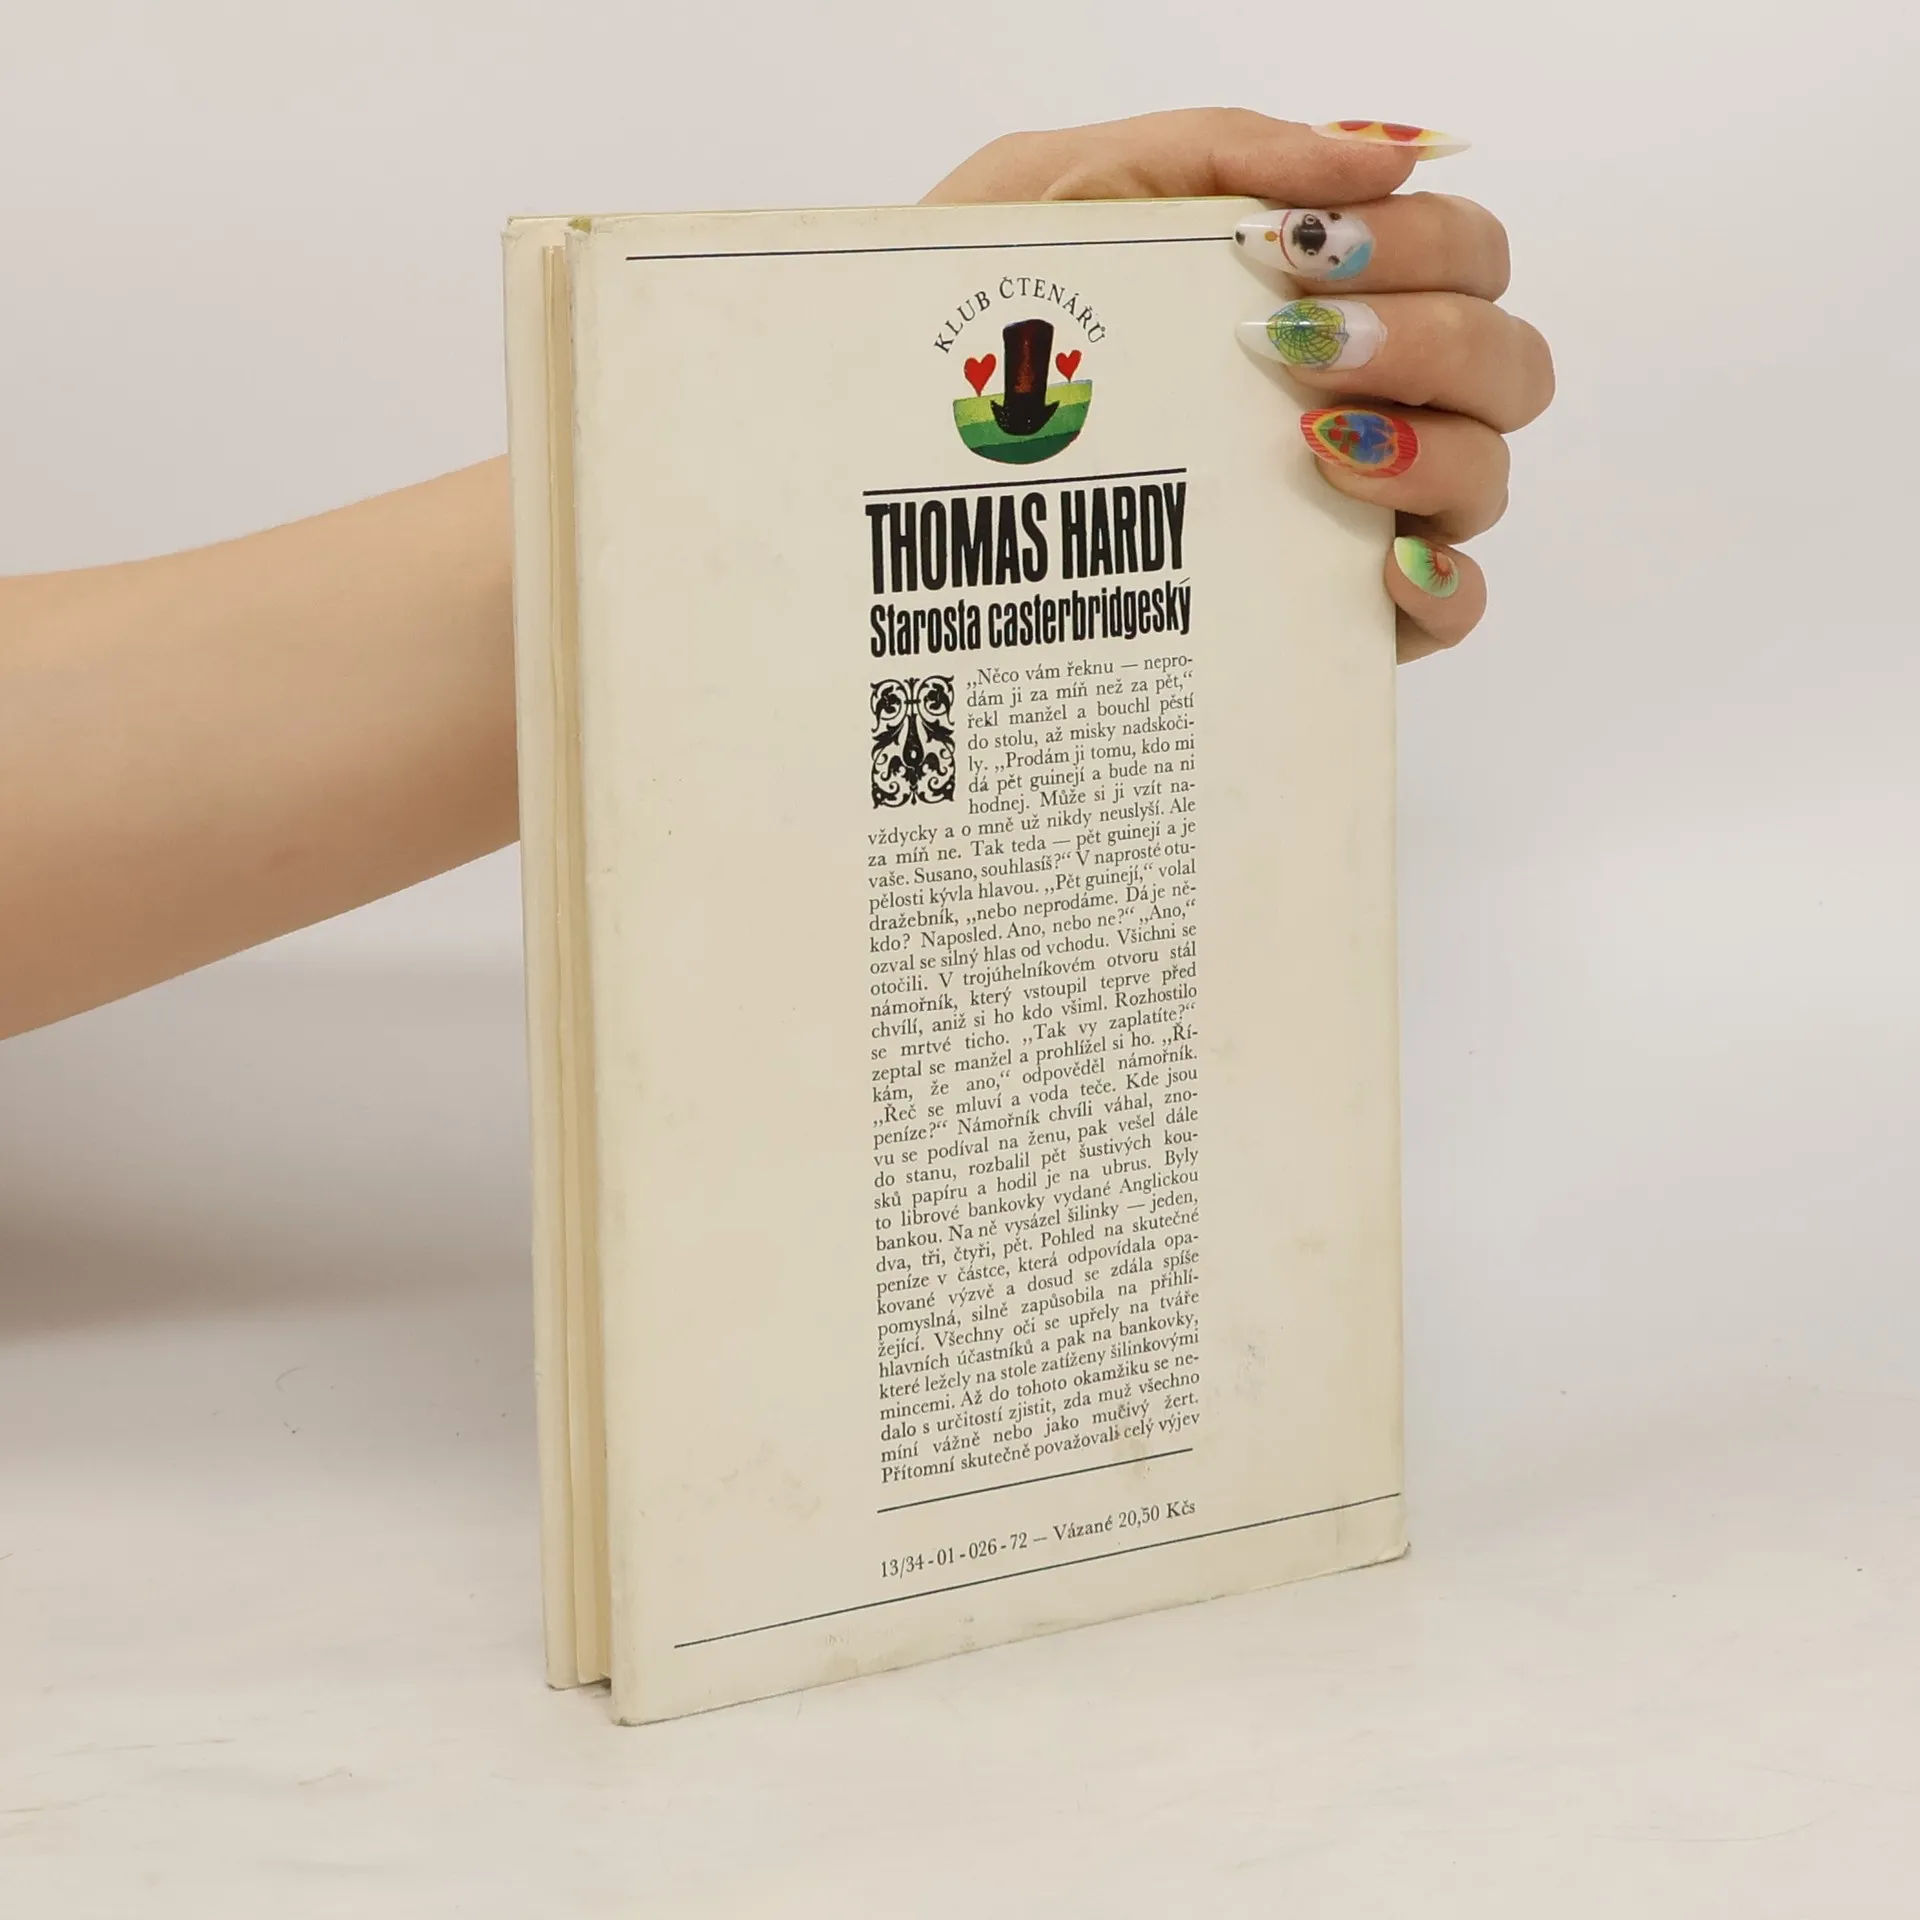 KLUB ČTENÁŘŮ
THOMAS HARDY
Starosta casterbridgeský
„Něco vám řeknu — nepro-
dám ji za míň než za pět,“
řekl manžel a bouchl pěstí
do stolu, až misky nadskoči-
ly. „Prodám ji tomu, kdo mi
dá pět guinejí a bude na ni
hodnej. Může si ji vzít na-
vždycky a o mně už nikdy neuslyší. Ale
za míň ne. Tak teda — pět guinejí a je
vaše. Susano, souhlasíš?“ V naprosté otu-
pělosti kývla hlavou. „Pět guinejí,“ volal
dražebník, „nebo neprodáme. Dá je ně-
kdo? Naposled. Ano, nebo ne?“ „Ano,“
ozval se silný hlas od vchodu. Všichni se
otočili. V trojúhelníkovém otvoru stál
námořník, který vstoupil teprve před
chvílí, aniž si ho kdo všiml. Rozhostilo
se mrtvé ticho. „Tak vy zaplatíte?“
zeptal se manžel a prohlížel si ho. „Ří-
kám, že ano,“ odpověděl námořník.
„Řeč se mluví a voda teče. Kde jsou
peníze?“ Námořník chvíli váhal, zno-
vu se podíval na ženu, pak vešel dále
do stanu, rozbalil pět šustivých kou-
sků papíru a hodil je na ubrus. Byly
to librové bankovky vydané Anglickou
bankou. Na ně vysázel šilinky — jeden,
dva, tři, čtyři, pět. Pohled na skutečné
peníze v částce, která odpovídala opa-
kované výzvě a dosud se zdála spíše
pomyslná, silně zapůsobila na přihlí-
žející. Všechny oči se upřely na tváře
hlavních účastníků a pak na bankovky,
které ležely na stole zatíženy šilinkovými
mincemi. Až do tohoto okamžiku se ne-
dalo s určitostí zjistit, zda muž všechno
míní vážně nebo jako mučivý žert.
Přítomní skutečně považovali celý výjev
13/34-01-026-72 — Vázané 20,50 Kčs